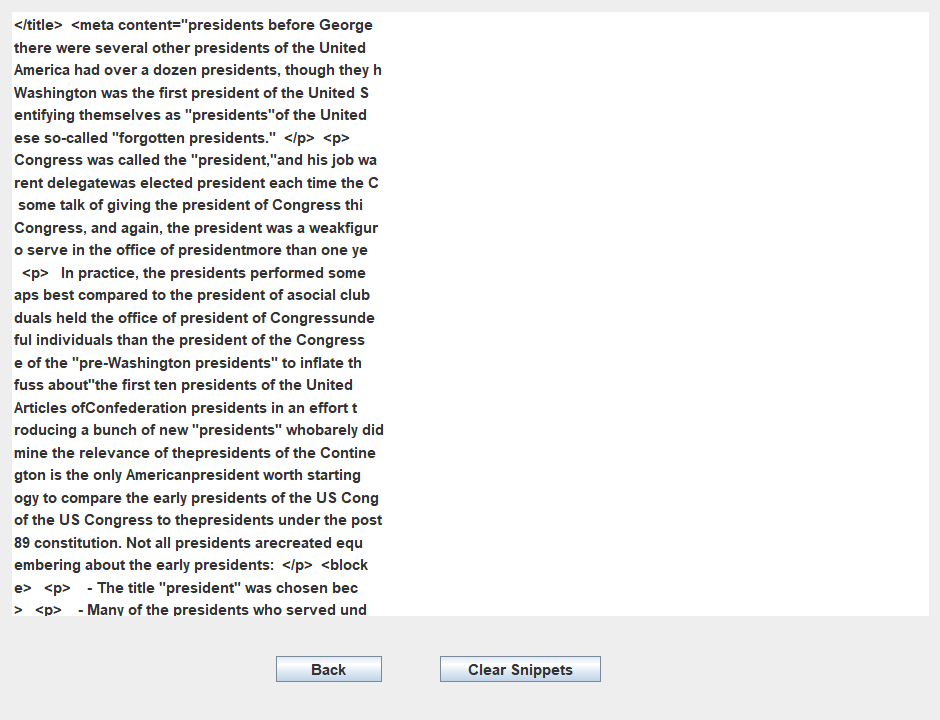 </title>  <meta content="presidents before George
there were several other presidents of the United
America had over a dozen presidents, though they h
Washington was the first president of the United S
entifying themselves as "presidents"of the United
ese so-called "forgotten presidents."  </p>  <p>
Congress was called the "president,"and his job wa
rent delegatewas elected president each time the C
some talk of giving the president of Congress thi
Congress, and again, the president was a weakfigur
o serve in the office of presidentmore than one ye
<p>   In practice, the presidents performed some
aps best compared to the president of asocial club
duals held the office of president of Congressunde
ful individuals than the president of the Congress
e of the "pre-Washington presidents" to inflate th
fuss about"the first ten presidents of the United
Articles ofConfederation presidents in an effort t
roducing a bunch of new "presidents" whobarely did
mine the relevance of thepresidents of the Contine
gton is the only Americanpresident worth starting
ogy to compare the early presidents of the US Cong
of the US Congress to thepresidents under the post
89 constitution. Not all presidents arecreated equ
embering about the early presidents:  </p>  <block
e>   <p>    - The title "president" was chosen bec
>   <p>    - Many of the presidents who served und
Back
Clear Snippets